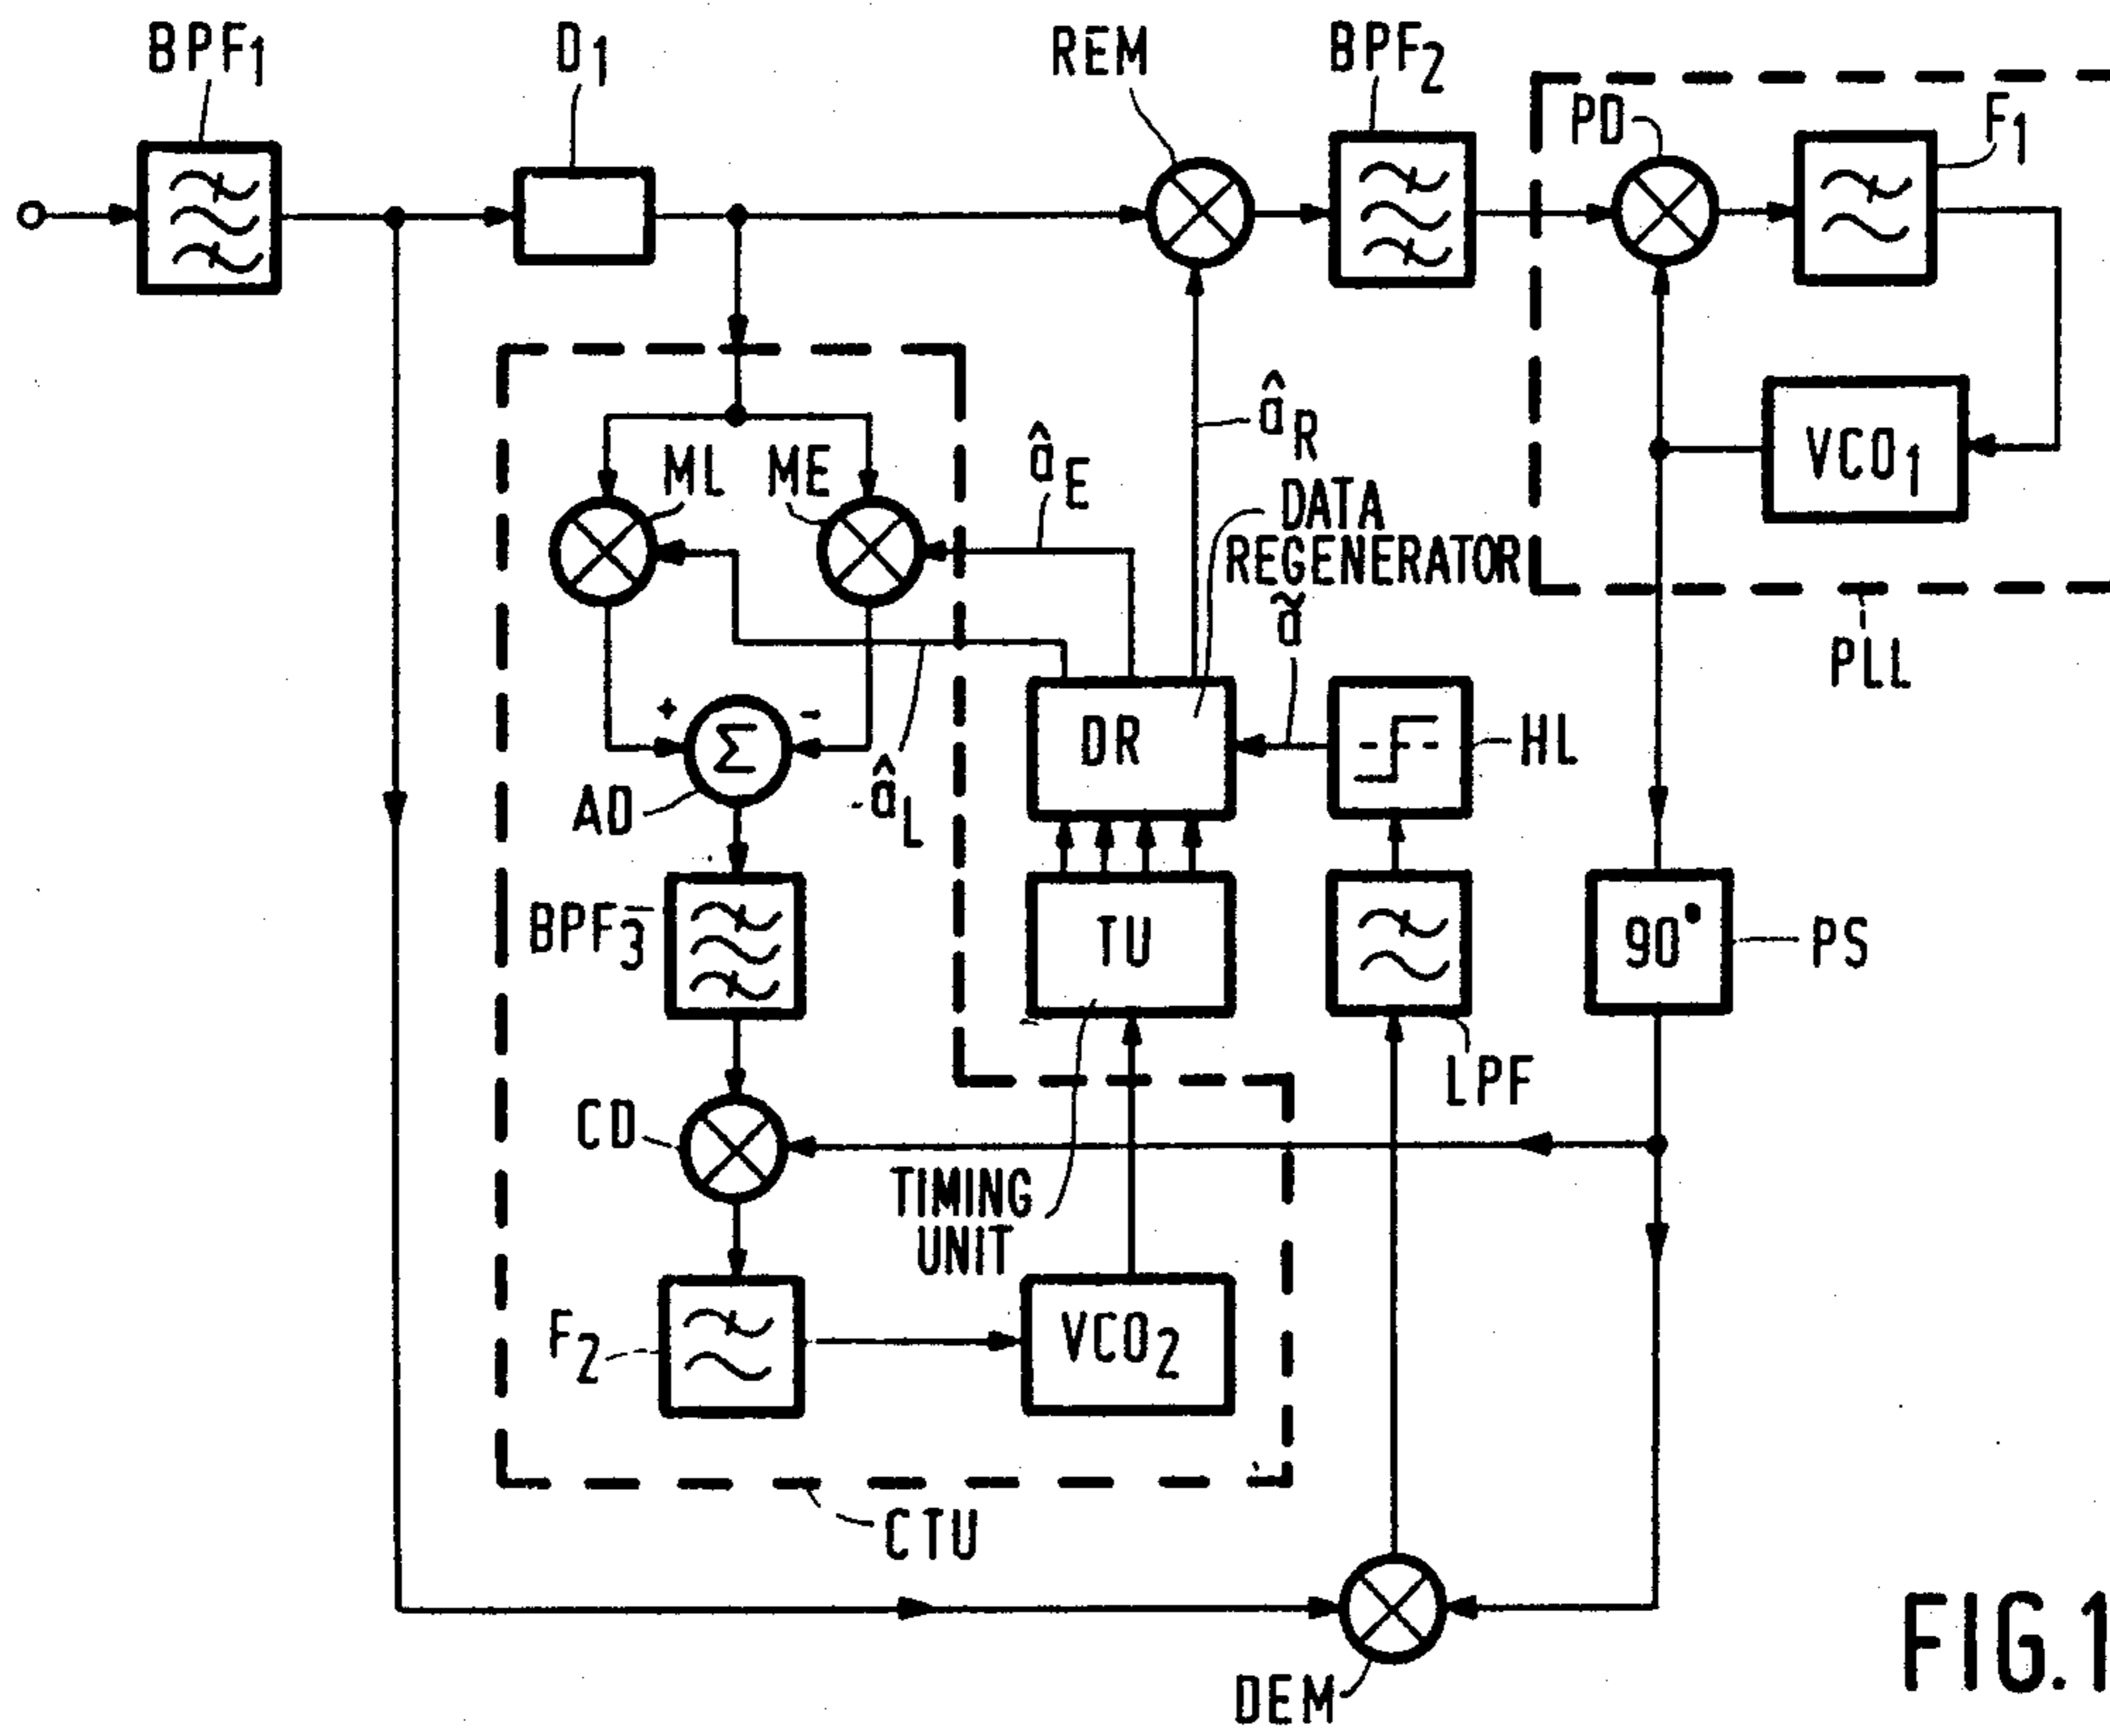 BPF1
D1
REM
BPF2
PD
F1
VCO1
PLL
ML
ME
âE
âR
DATA
REGENERATOR
ã
+
Σ
-
AD
âL
DR
HL
BPF3
TU
LPF
90°
PS
CD
TIMING
UNIT
F2
VCO2
CTU
DEM
FIG.1